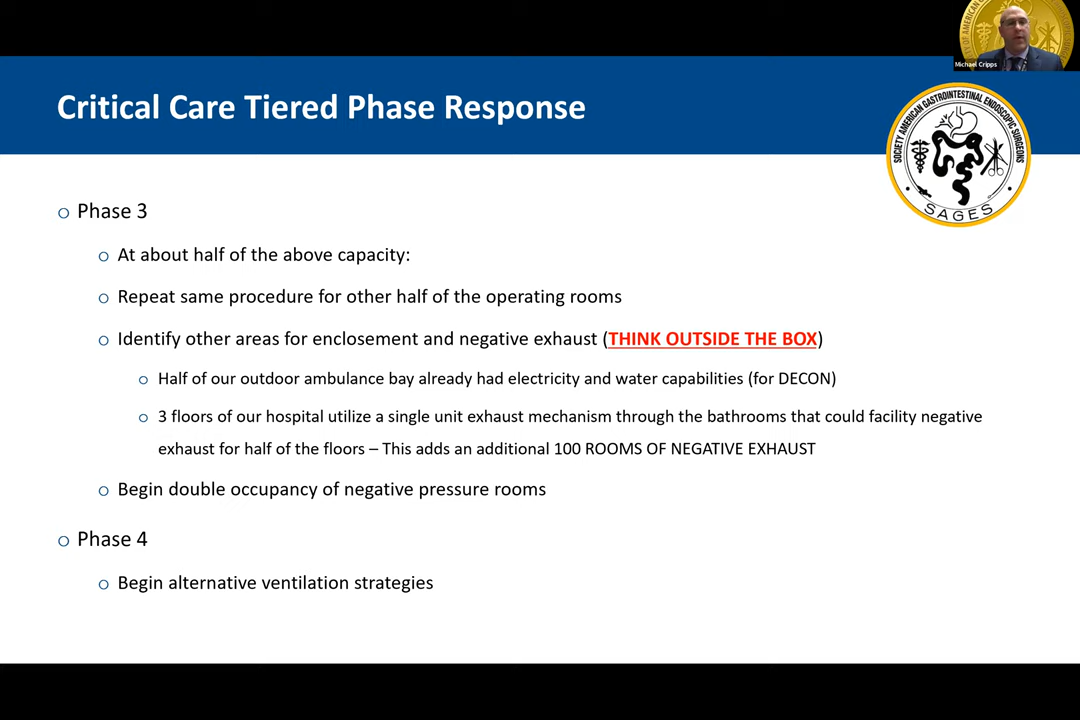 Michael Cripps
Critical Care Tiered Phase Response
SOCIETY AMERICAN GASTROINTESTINAL ENDOSCOPIC SURGEONS
SAGES
o Phase 3
o At about half of the above capacity:
o Repeat same procedure for other half of the operating rooms
o Identify other areas for enclosement and negative exhaust (THINK OUTSIDE THE BOX)
o Half of our outdoor ambulance bay already had electricity and water capabilities (for DECON)
o 3 floors of our hospital utilize a single unit exhaust mechanism through the bathrooms that could facility negative
exhaust for half of the floors – This adds an additional 100 ROOMS OF NEGATIVE EXHAUST
o Begin double occupancy of negative pressure rooms
o Phase 4
o Begin alternative ventilation strategies